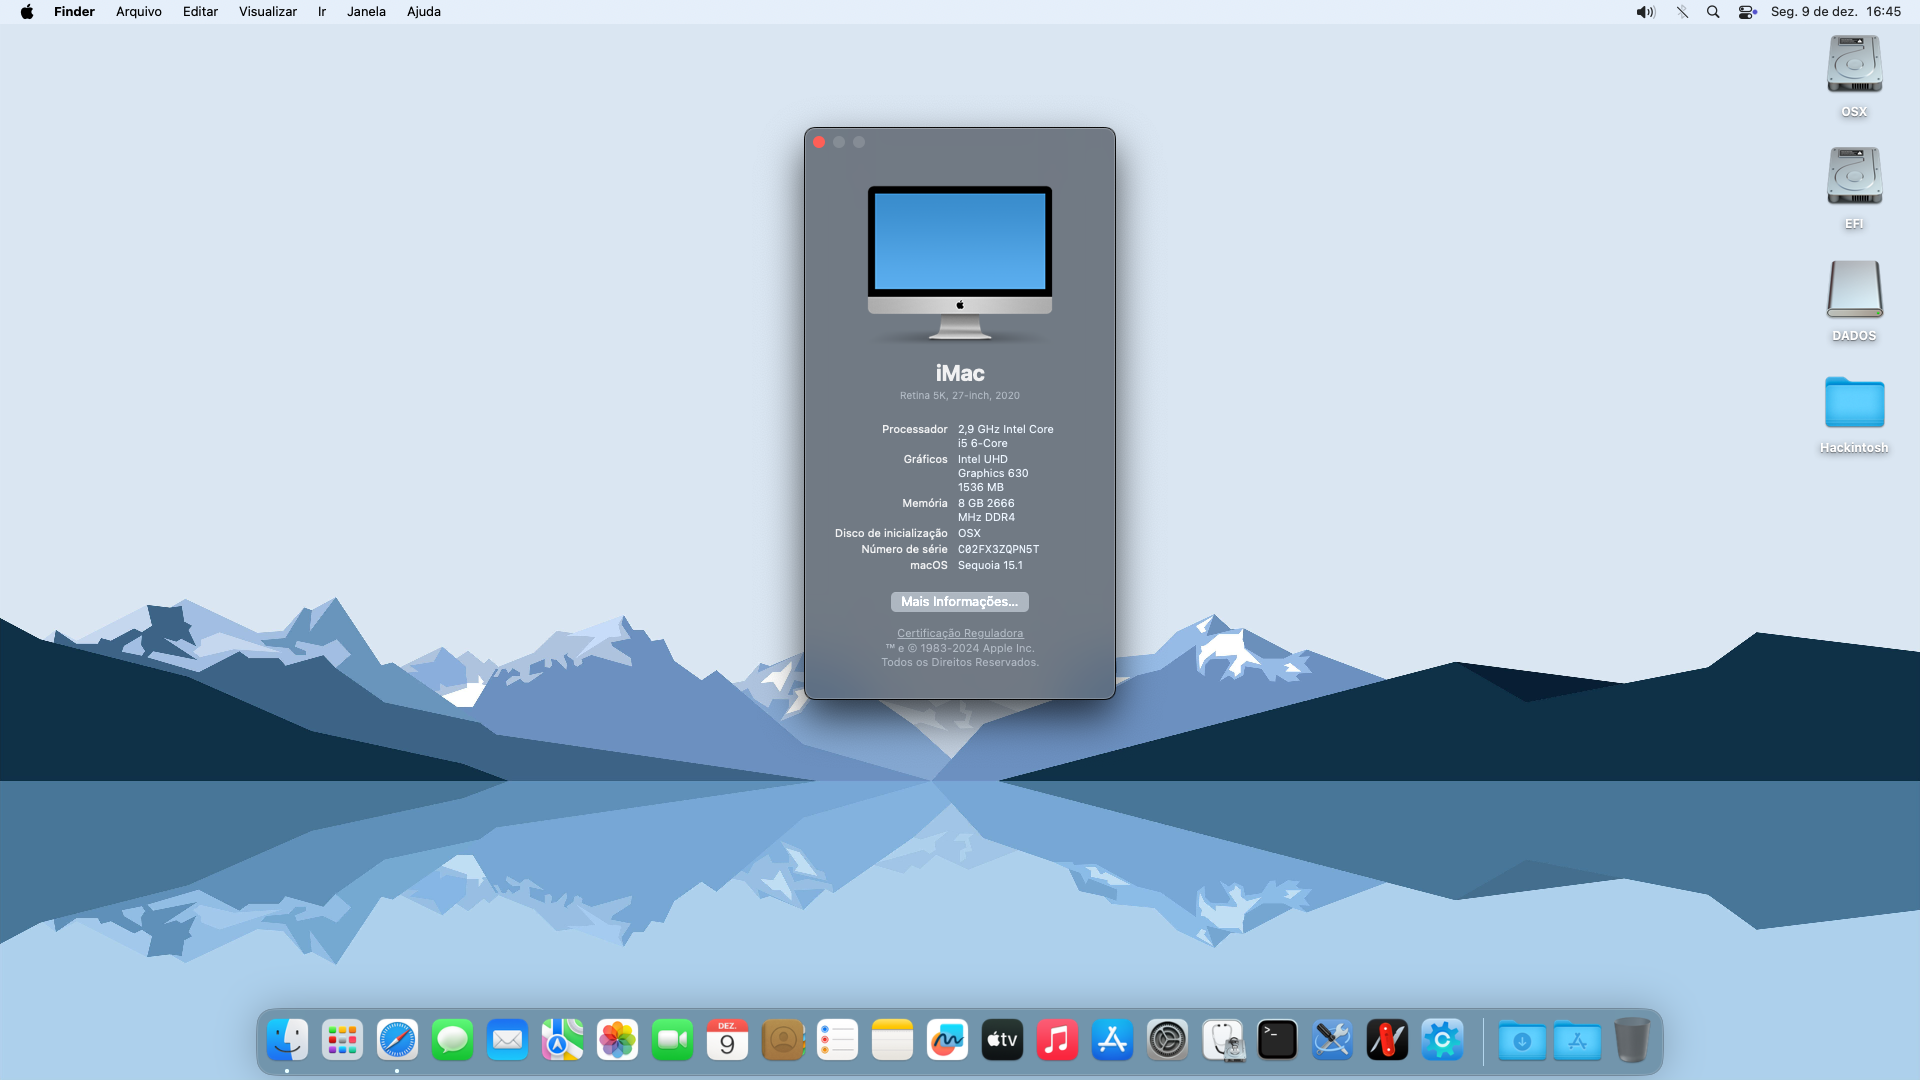 Finder Arquivo Editar Visualizar Ir Janela Ajuda Seg. 9 de dez. 16:45
OSX
EFI
DADOS
Hackintosh
iMac
Retina 5K, 27-inch, 2020
Processador 2,9 GHz Intel Core
i5 6-Core
Gráficos Intel UHD
Graphics 630
1536 MB
Memória 8 GB 2666
MHz DDR4
Disco de inicialização OSX
Número de série C02FX3ZQPN5T
macOS Sequoia 15.1
Mais Informações...
Certificação Reguladora
™ e © 1983-2024 Apple Inc.
Todos os Direitos Reservados.
DEZ.
9
tv
>_